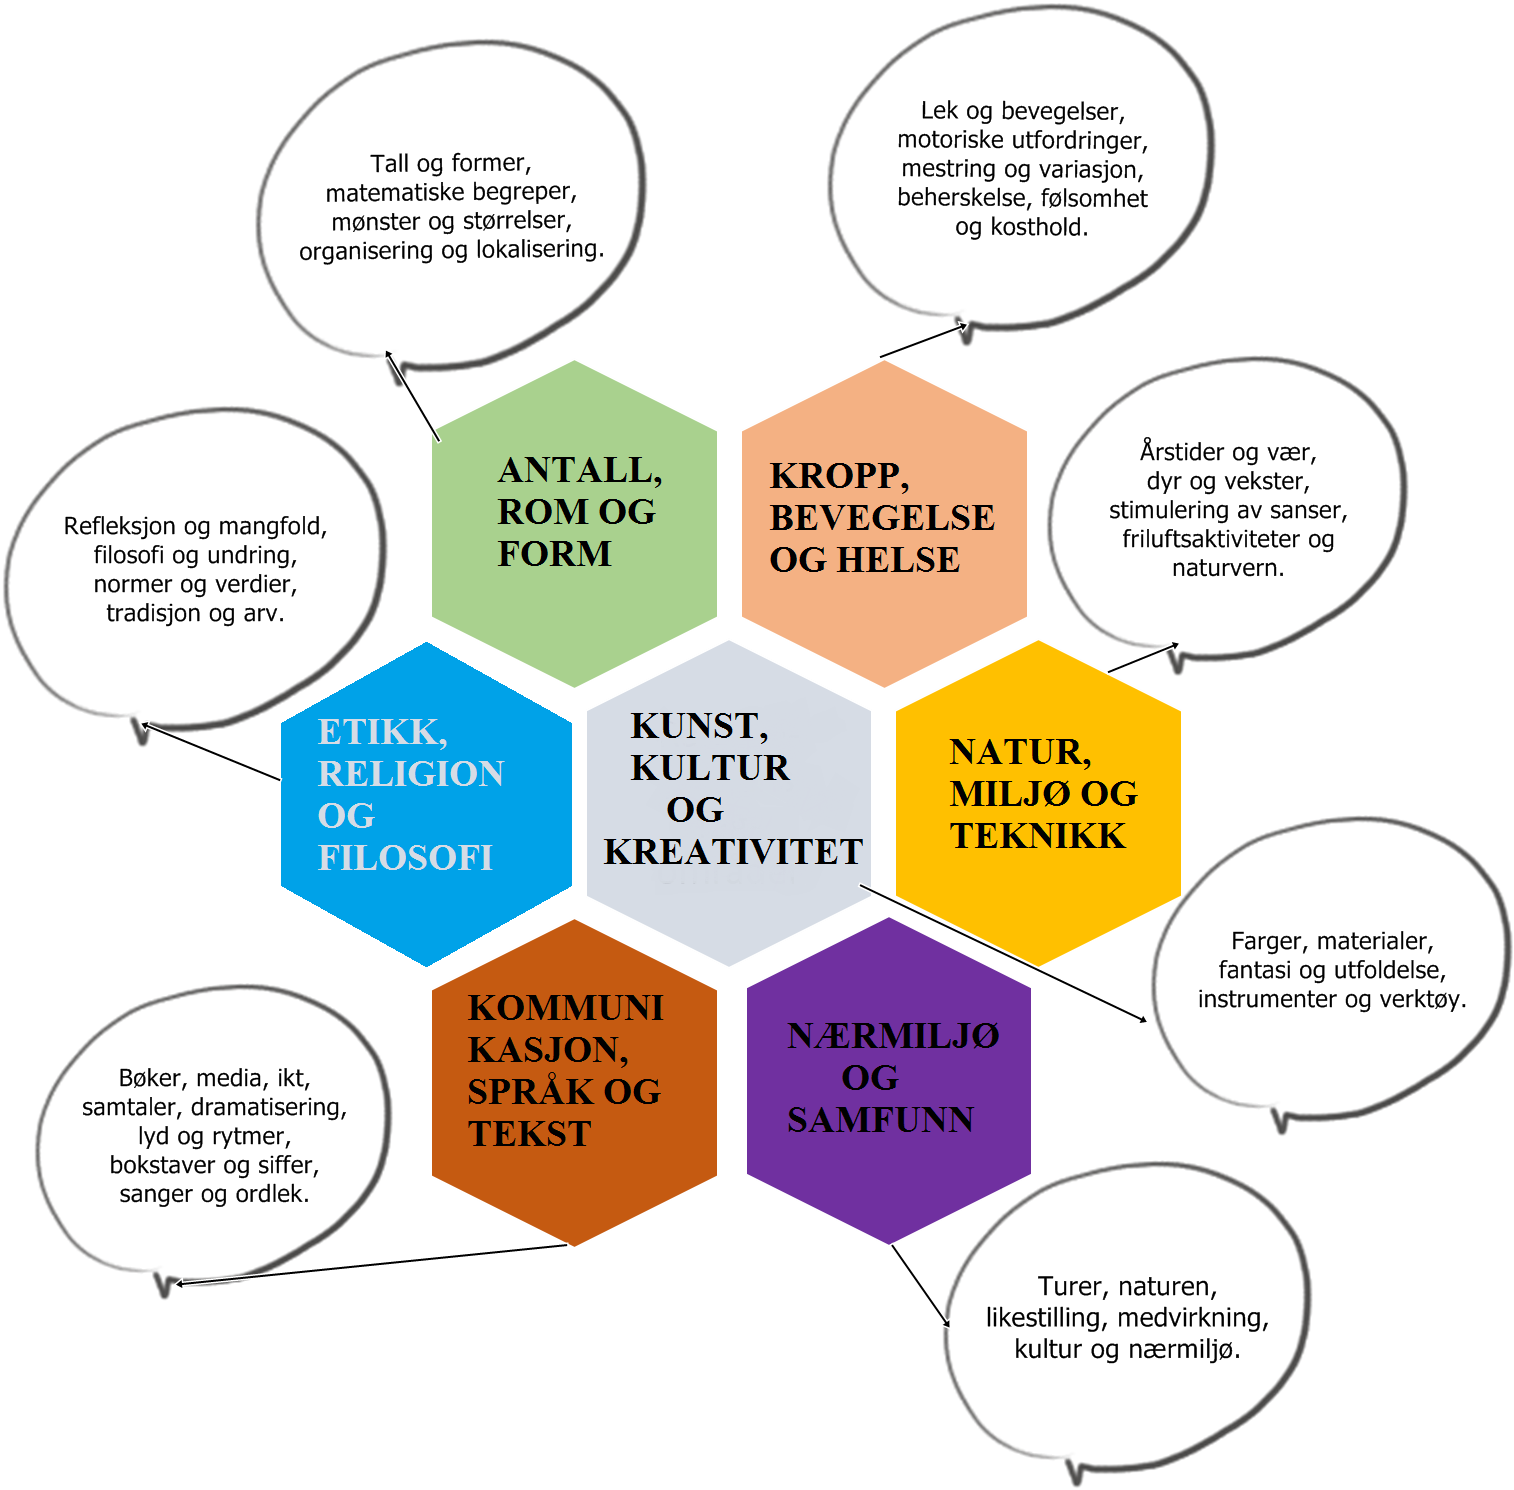 Lek og bevegelser,
motoriske utfordringer,
mestring og variasjon,
beherskelse, følsomhet
og kosthold.
Tall og former,
matematiske begreper,
mønster og størrelser,
organisering og lokalisering.
Årstider og vær,
dyr og vekster,
stimulering av sanser,
friluftsaktiviteter og
naturvern.
ANTALL,
ROM OG
FORM
KROPP,
BEVEGELSE
OG HELSE
Refleksjon og mangfold,
filosofi og undring,
normer og verdier,
tradisjon og arv.
ETIKK,
RELIGION
OG
FILOSOFI
KUNST,
KULTUR
OG
KREATIVITET
NATUR,
MILJØ OG
TEKNIKK
Farger, materialer,
fantasi og utfoldelse,
instrumenter og verktøy.
KOMMUNI
KASJON,
SPRÅK OG
TEKST
NÆRMILJØ
OG
SAMFUNN
Bøker, media, ikt,
samtaler, dramatisering,
lyd og rytmer,
bokstaver og siffer,
sanger og ordlek.
Turer, naturen,
likestilling, medvirkning,
kultur og nærmiljø.